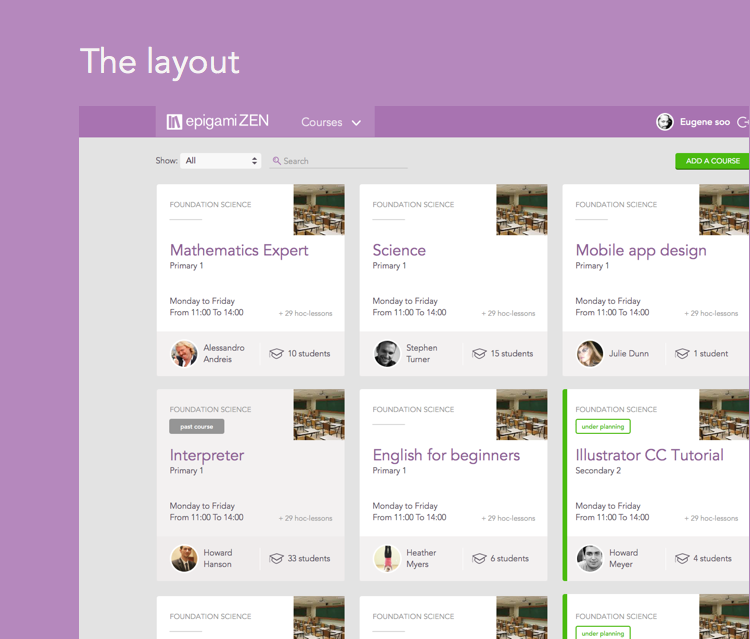 The layout
epigami ZEN
Courses
Eugene soo
Show:
All
Search
ADD A COURSE
FOUNDATION SCIENCE
Mathematics Expert
Primary 1
Monday to Friday
From 11:00 To 14:00
+ 29 hoc-lessons
Alessandro
Andreis
10 students
FOUNDATION SCIENCE
Science
Primary 1
Monday to Friday
From 11:00 To 14:00
+ 29 hoc-lessons
Stephen
Turner
15 students
FOUNDATION SCIENCE
Mobile app design
Primary 1
Monday to Friday
From 11:00 To 14:00
+ 29 hoc-lessons
Julie Dunn
1 student
FOUNDATION SCIENCE
past course
Interpreter
Primary 1
Monday to Friday
From 11:00 To 14:00
+ 29 hoc-lessons
Howard
Hanson
33 students
FOUNDATION SCIENCE
English for beginners
Primary 1
Monday to Friday
From 11:00 To 14:00
+ 29 hoc-lessons
Heather
Myers
6 students
FOUNDATION SCIENCE
under planning
Illustrator CC Tutorial
Secondary 2
Monday to Friday
From 11:00 To 14:00
+ 29 hoc-lessons
Howard
Meyer
4 students
FOUNDATION SCIENCE
FOUNDATION SCIENCE
FOUNDATION SCIENCE
under planning